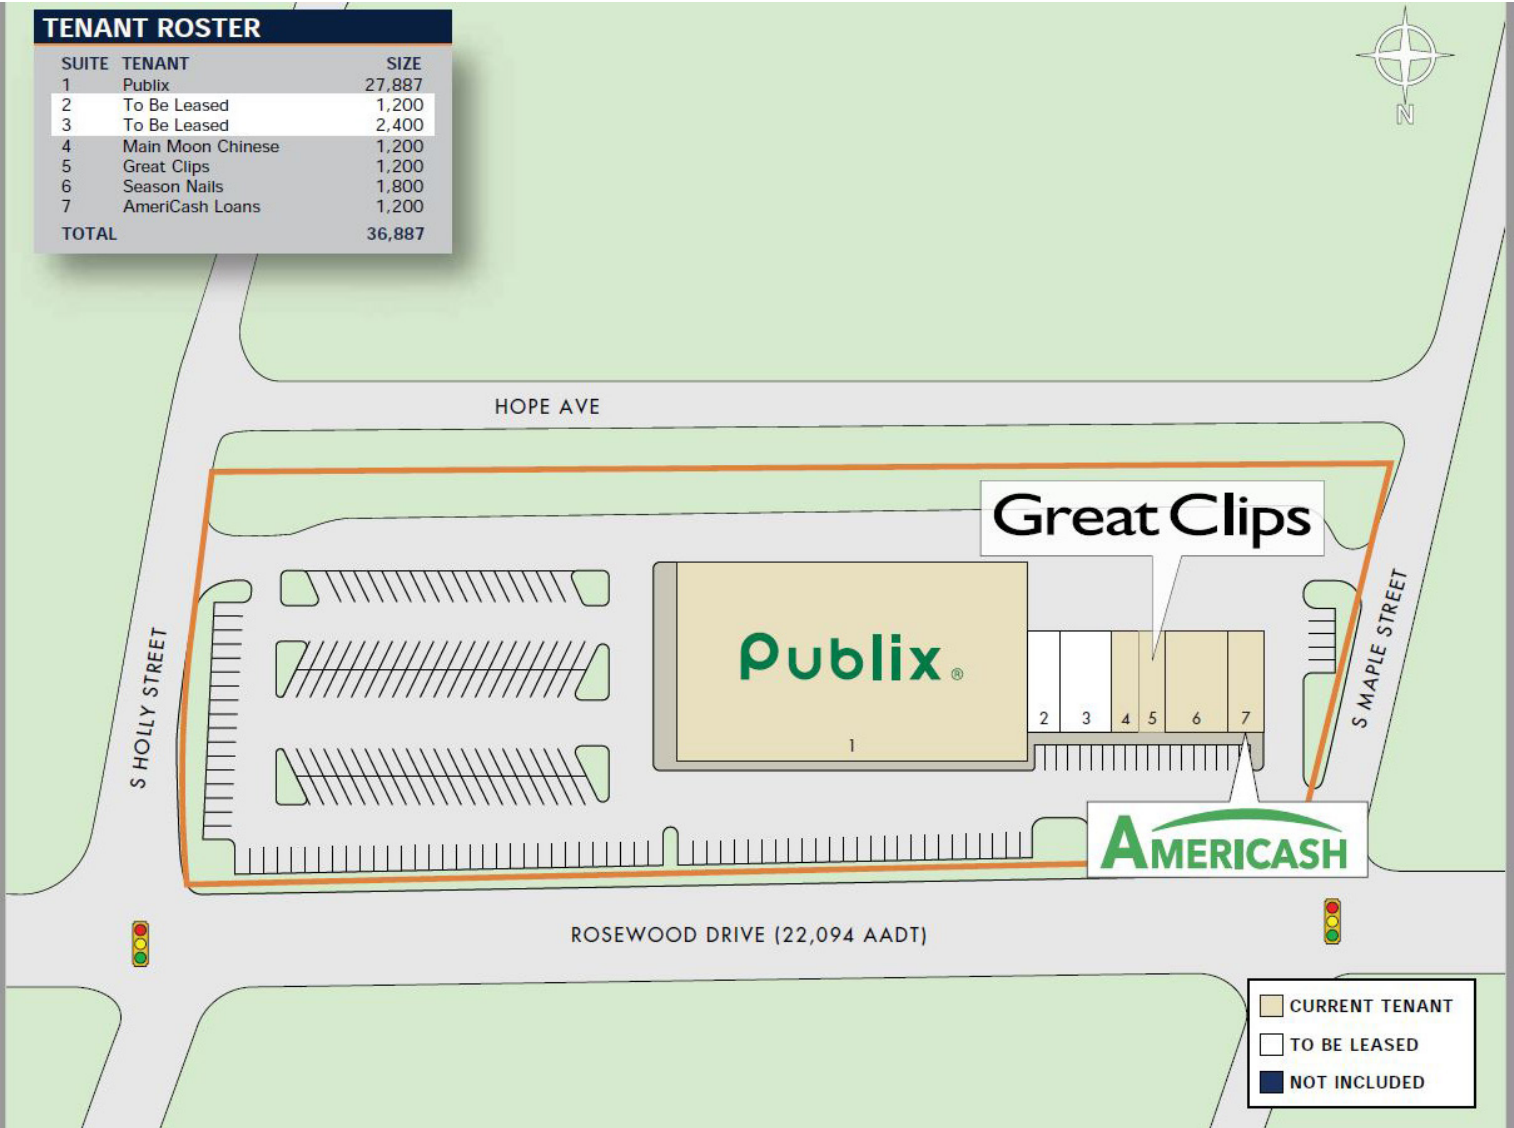 TENANT ROSTER
SUITE TENANT SIZE
1 Publix 27,887
2 To Be Leased 1,200
3 To Be Leased 2,400
4 Main Moon Chinese 1,200
5 Great Clips 1,200
6 Season Nails 1,800
7 AmeriCash Loans 1,200
TOTAL 36,887
N
HOPE AVE
Great Clips
S HOLLY STREET
Publix®
S MAPLE STREET
1
2 3 4 5 6 7
AMERICASH
ROSEWOOD DRIVE (22,094 AADT)
CURRENT TENANT
TO BE LEASED
NOT INCLUDED